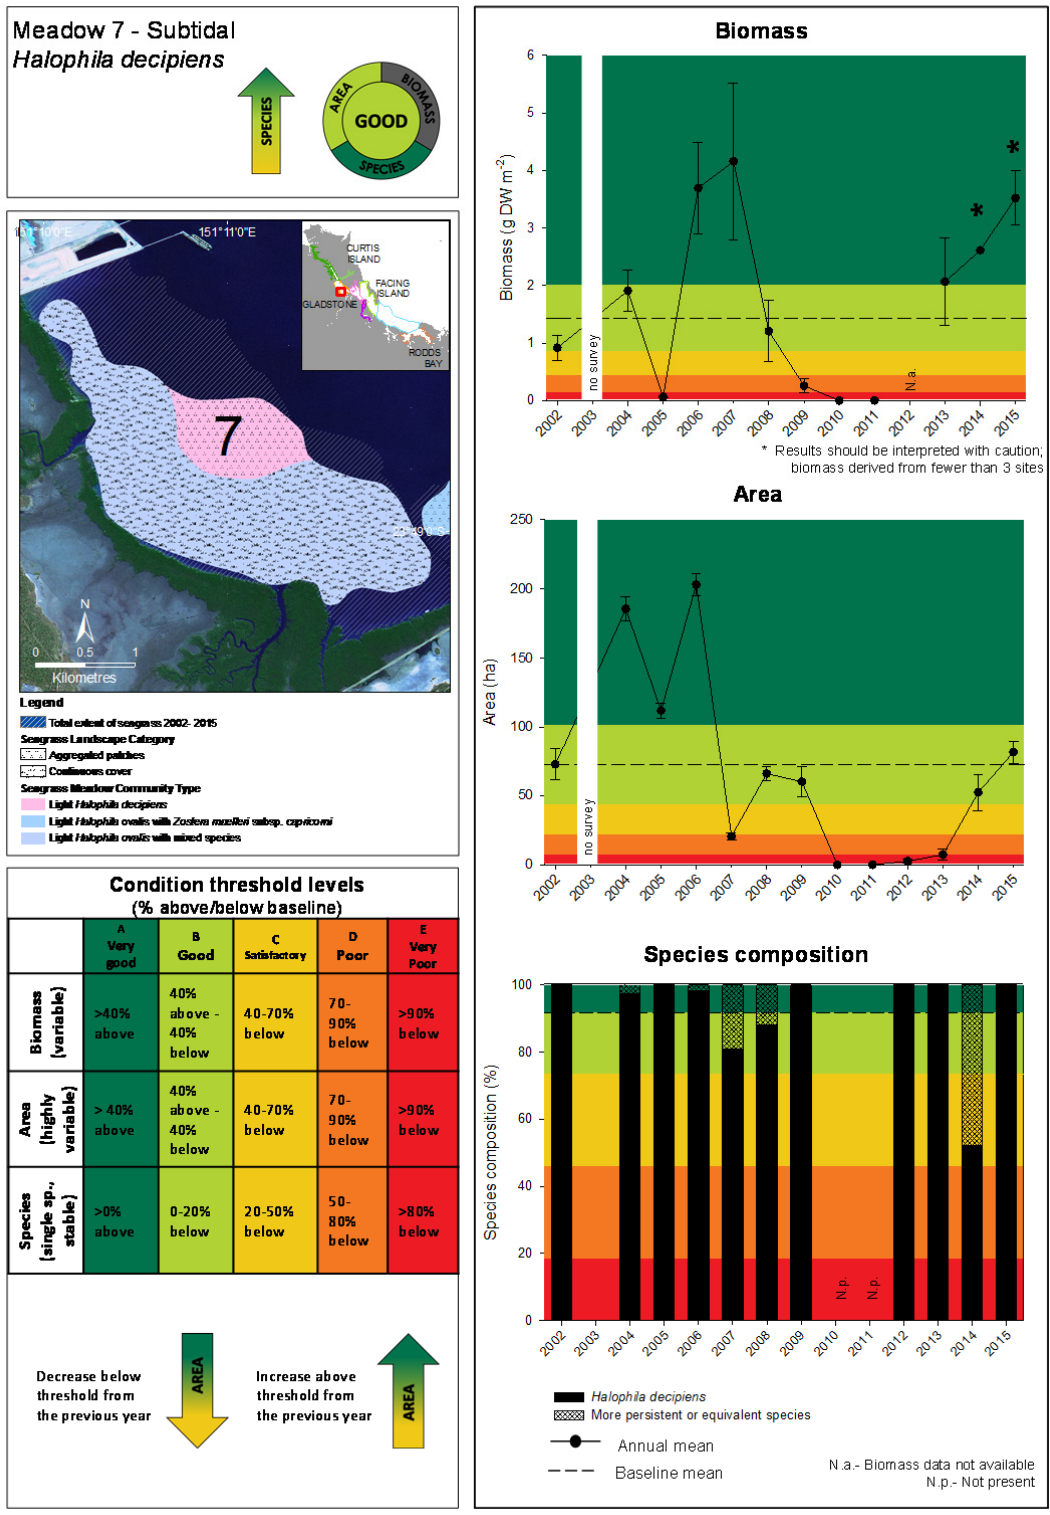 Meadow 7 - Subtidal
Halophila decipiens
SPECIES
AREA
BIOMASS
GOOD
SPECIES
151°10'0"E
151°11'0"E
CURTIS
ISLAND
FACING
ISLAND
GLADSTONE
RODDS
BAY
7
23°49'0"S
N
0 0.5 1
Kilometres
Legend
Total extent of seagrass 2002- 2015
Seagrass Landscape Category
Aggregated patches
Continuous cover
Seagrass Meadow Community Type
Light Halophila decipiens
Light Halophila ovalis with Zostera muelleri subsp. capricorni
Light Halophila ovalis with mixed species
Condition threshold levels
(% above/below baseline)
A Very good
B Good
C Satisfactory
D Poor
E Very Poor
Biomass (variable)
>40% above
40% above - 40% below
40-70% below
70-90% below
>90% below
Area (highly variable)
> 40% above
40% above - 40% below
40-70% below
70-90% below
>90% below
Species (single sp., stable)
>0% above
0-20% below
20-50% below
50-80% below
>80% below
Decrease below
threshold from
the previous year
AREA
Increase above
threshold from
the previous year
AREA
Biomass
Biomass (g DW m-2)
6
5
4
3
2
1
0
no survey
N.a.
*
*
2002 2003 2004 2005 2006 2007 2008 2009 2010 2011 2012 2013 2014 2015
* Results should be interpreted with caution;
biomass derived from fewer than 3 sites
Area
Area (ha)
250
200
150
100
50
0
no survey
2002 2003 2004 2005 2006 2007 2008 2009 2010 2011 2012 2013 2014 2015
Species composition
Species composition (%)
100
80
60
40
20
0
N.p.
N.p.
2002 2003 2004 2005 2006 2007 2008 2009 2010 2011 2012 2013 2014 2015
Halophila decipiens
More persistent or equivalent species
Annual mean
Baseline mean
N.a.- Biomass data not available
N.p.- Not present